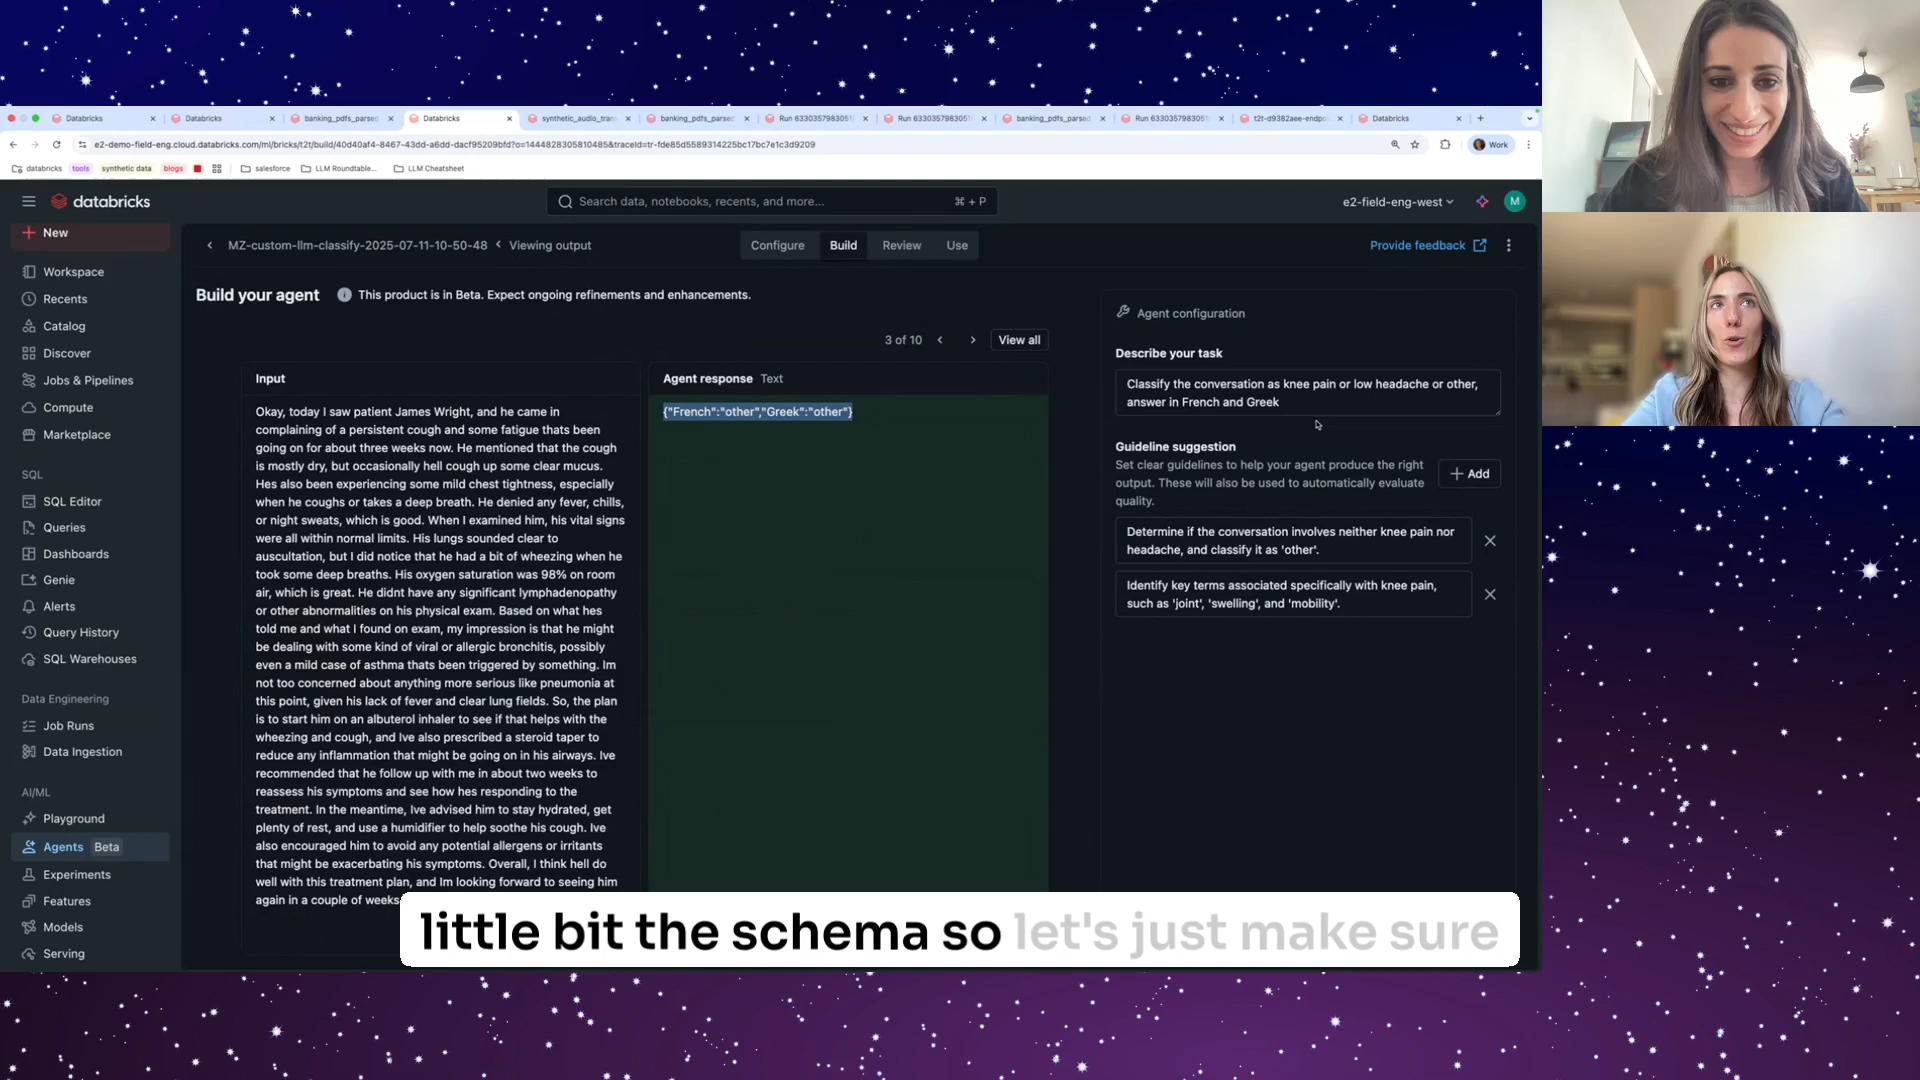 Databricks
Databricks
banking_pdfs_parsed
Databricks
synthetic_audio_tran
banking_pdfs_parsed
Run 6330357983051
Run 6330357983051
banking_pdfs_parsed
Run 6330357983051
t2t-d9382aee-endpoi
Databricks
e2-demo-field-eng.cloud.databricks.com/ml/bricks/t2t/build/40d40af4-8467-43dd-a6dd-dacf95209bfd?o=1444828305810485&traceId=tr-fde85d5589314225bc17bc7e1c3d9209
Work
databricks
tools
synthetic data
blogs
salesforce
LLM Roundtable...
LLM Cheatsheet
databricks
Search data, notebooks, recents, and more...
⌘ + P
e2-field-eng-west
M
New
Workspace
Recents
Catalog
Discover
Jobs & Pipelines
Compute
Marketplace
SQL
SQL Editor
Queries
Dashboards
Genie
Alerts
Query History
SQL Warehouses
Data Engineering
Job Runs
Data Ingestion
AI/ML
Playground
Agents Beta
Experiments
Features
Models
Serving
MZ-custom-llm-classify-2025-07-11-10-50-48
Viewing output
Configure
Build
Review
Use
Provide feedback
Build your agent
This product is in Beta. Expect ongoing refinements and enhancements.
3 of 10
View all
Input
Okay, today I saw patient James Wright, and he came in
complaining of a persistent cough and some fatigue thats been
going on for about three weeks now. He mentioned that the cough
is mostly dry, but occasionally hell cough up some clear mucus.
Hes also been experiencing some mild chest tightness, especially
when he coughs or takes a deep breath. He denied any fever, chills,
or night sweats, which is good. When I examined him, his vital signs
were all within normal limits. His lungs sounded clear to
auscultation, but I did notice that he had a bit of wheezing when he
took some deep breaths. His oxygen saturation was 98% on room
air, which is great. He didnt have any significant lymphadenopathy
or other abnormalities on his physical exam. Based on what hes
told me and what I found on exam, my impression is that he might
be dealing with some kind of viral or allergic bronchitis, possibly
even a mild case of asthma thats been triggered by something. Im
not too concerned about anything more serious like pneumonia at
this point, given his lack of fever and clear lung fields. So, the plan
is to start him on an albuterol inhaler to see if that helps with the
wheezing and cough, and Ive also prescribed a steroid taper to
reduce any inflammation that might be going on in his airways. Ive
recommended that he follow up with me in about two weeks to
reassess his symptoms and see how hes responding to the
treatment. In the meantime, Ive advised him to stay hydrated, get
plenty of rest, and use a humidifier to help soothe his cough. Ive
also encouraged him to avoid any potential allergens or irritants
that might be exacerbating his symptoms. Overall, I think hell do
well with this treatment plan, and Im looking forward to seeing him
again in a couple of weeks
Agent response Text
{"French":"other","Greek":"other"}
Agent configuration
Describe your task
Classify the conversation as knee pain or low headache or other,
answer in French and Greek
Guideline suggestion
Set clear guidelines to help your agent produce the right
output. These will also be used to automatically evaluate
quality.
Add
Determine if the conversation involves neither knee pain nor
headache, and classify it as 'other'.
Identify key terms associated specifically with knee pain,
such as 'joint', 'swelling', and 'mobility'.
little bit the schema so let's just make sure